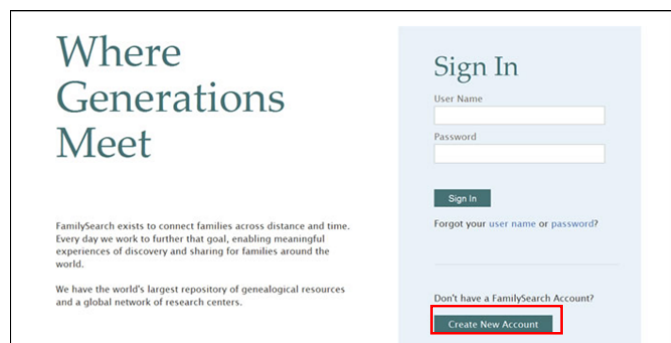 Where
Generations
Meet
FamilySearch exists to connect families across distance and time.
Every day we work to further that goal, enabling meaningful
experiences of discovery and sharing for families around the
world.
We have the world's largest repository of genealogical resources
and a global network of research centers.
Sign In
User Name
Password
Sign In
Forgot your user name or password?
Don't have a FamilySearch Account?
Create New Account